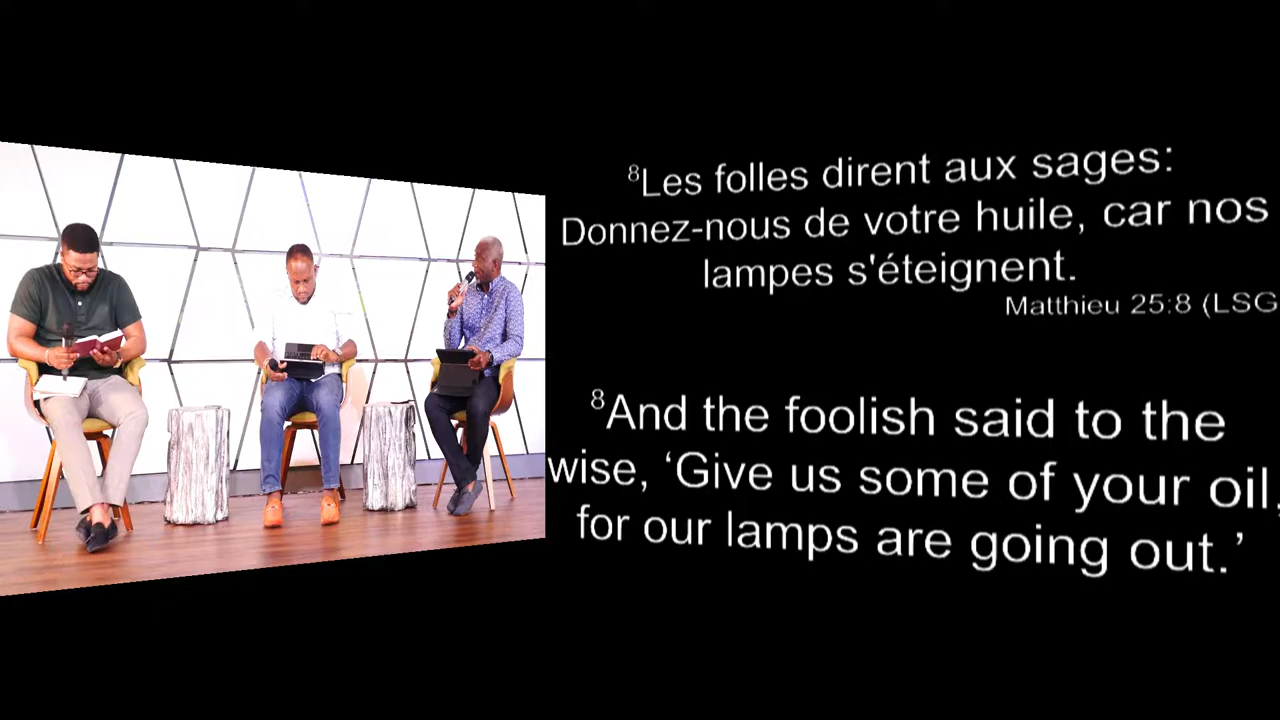 ⁸Les folles dirent aux sages:
Donnez-nous de votre huile, car nos
lampes s'éteignent.
Matthieu 25:8 (LSG
⁸And the foolish said to the
wise, ‘Give us some of your oil,
for our lamps are going out.’